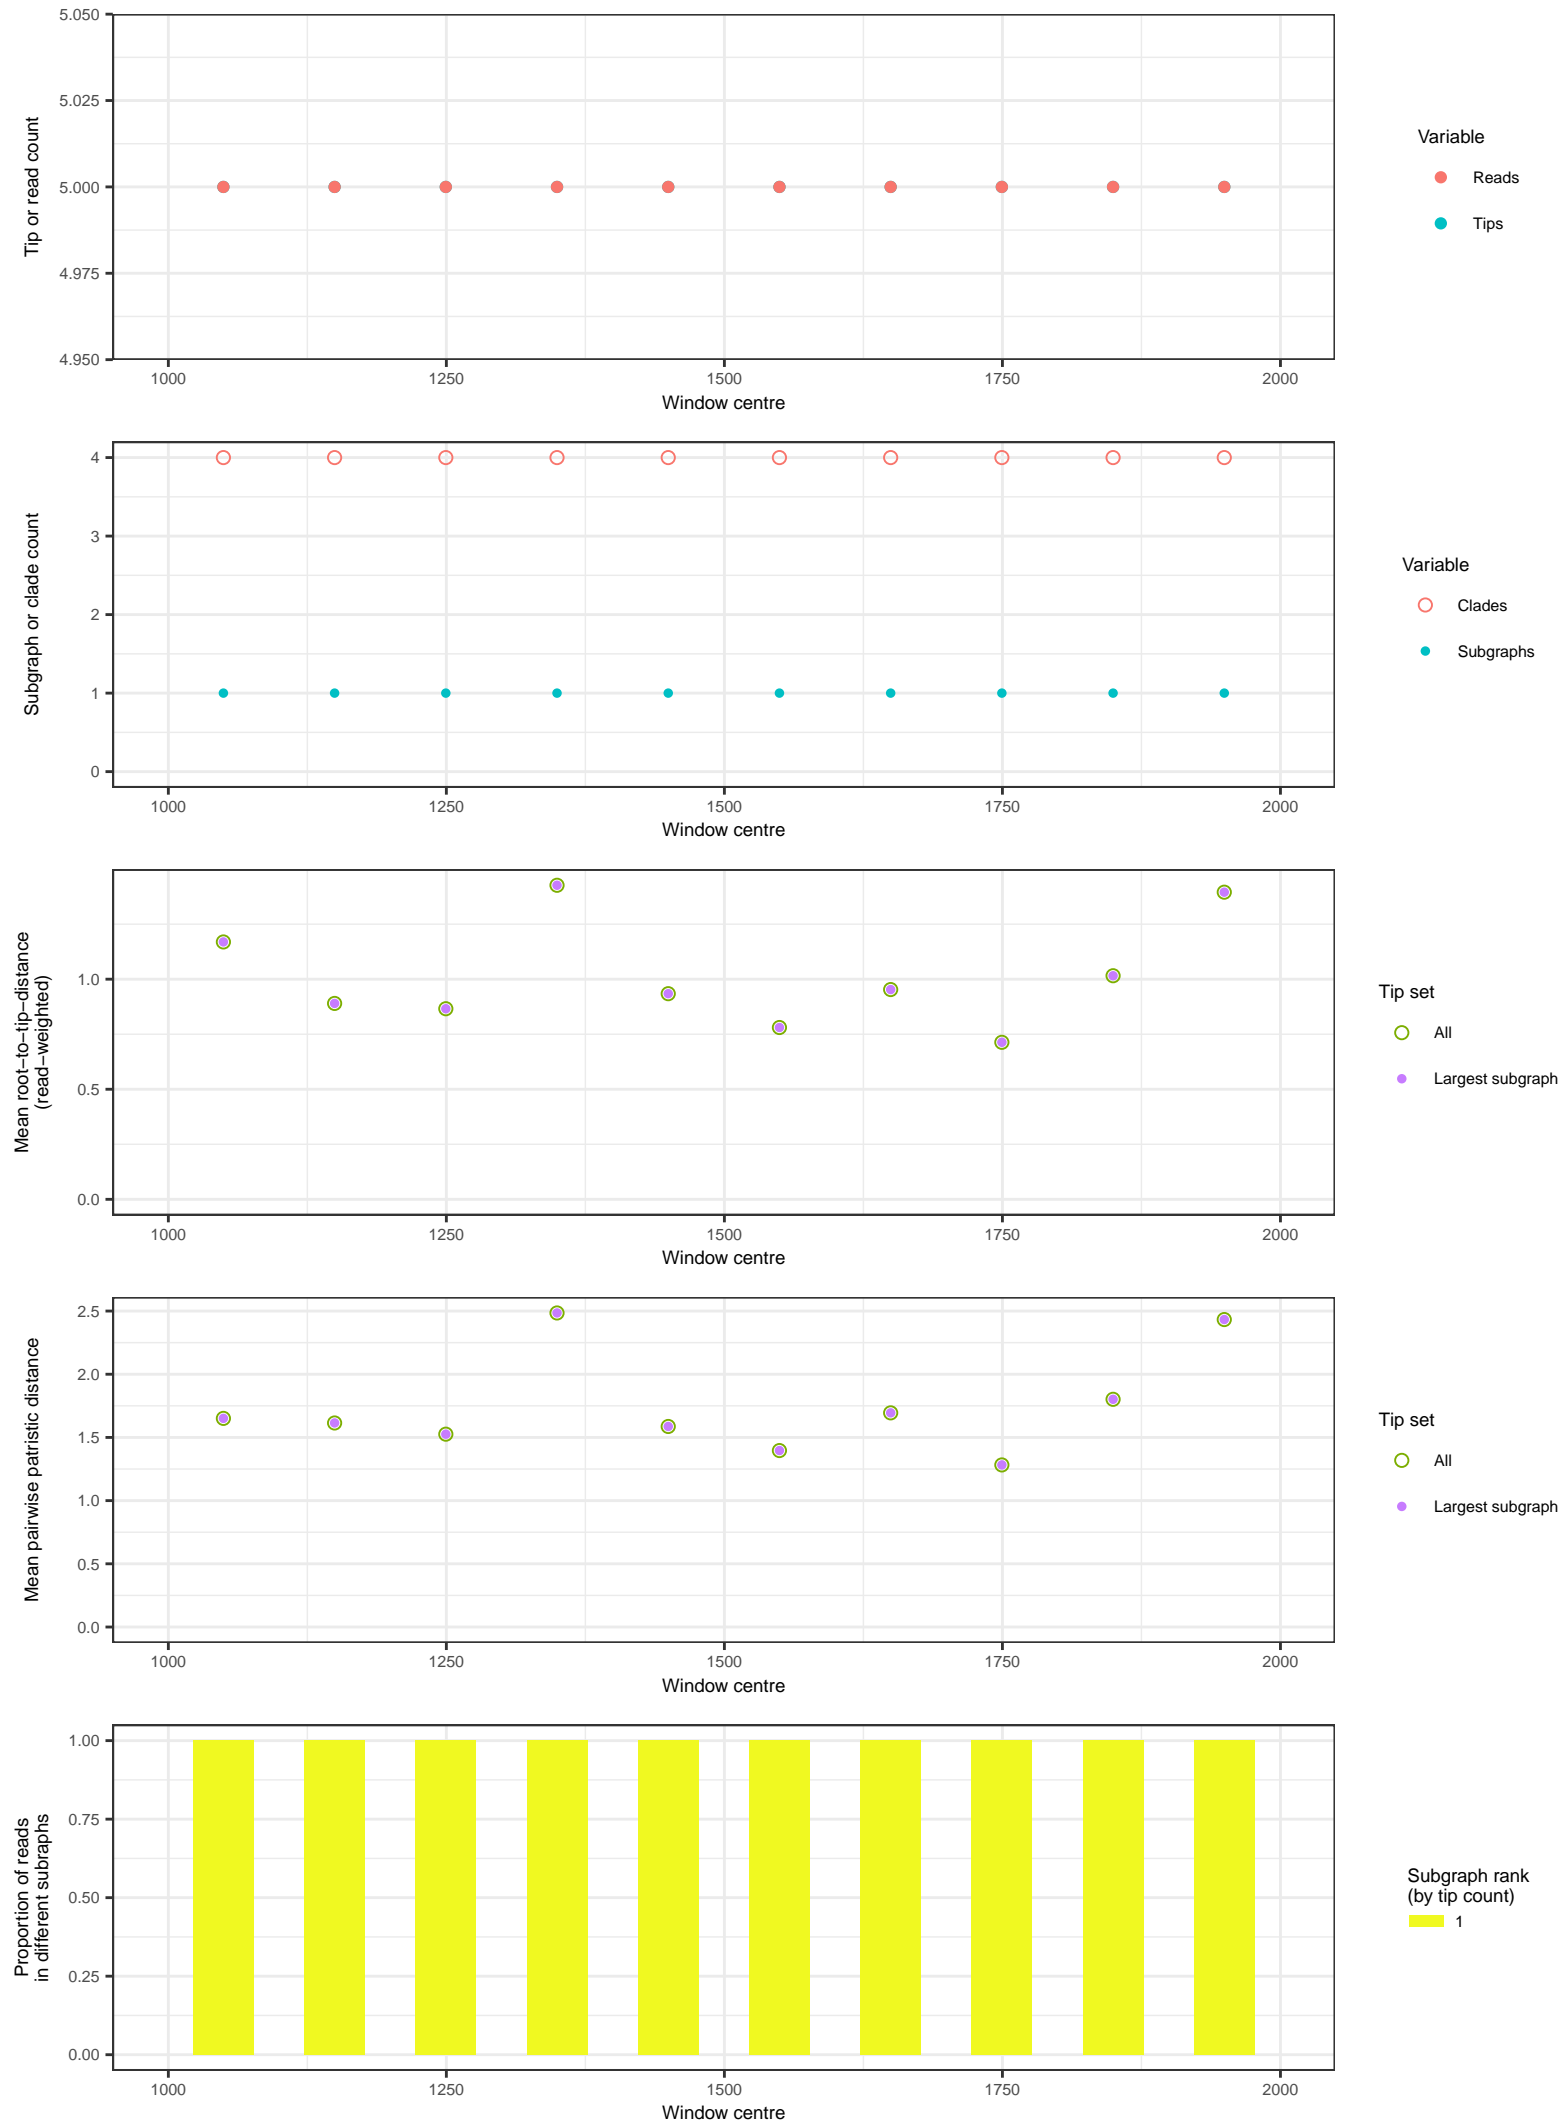 5.050
5.025
5.000
4.975
4.950
Tip or read count
1000 1250 1500 1750 2000
Window centre
Variable
Reads
Tips
4
3
2
1
0
Subgraph or clade count
1000 1250 1500 1750 2000
Window centre
Variable
Clades
Subgraphs
1.0
0.5
0.0
Mean root−to−tip−distance
(read−weighted)
1000 1250 1500 1750 2000
Window centre
Tip set
All
Largest subgraph
2.5
2.0
1.5
1.0
0.5
0.0
Mean pairwise patristic distance
1000 1250 1500 1750 2000
Window centre
Tip set
All
Largest subgraph
1.00
0.75
0.50
0.25
0.00
Proportion of reads
in different subraphs
1000 1250 1500 1750 2000
Window centre
Subgraph rank
(by tip count)
1